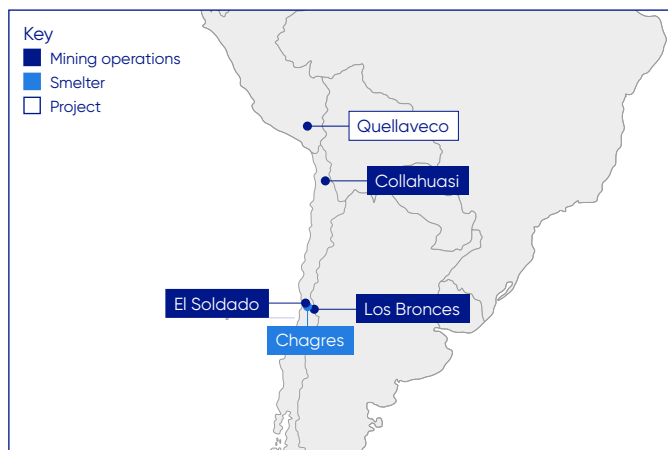 Key
Mining operations
Smelter
Project
Quellaveco
Collahuasi
El Soldado
Los Bronces
Chagres